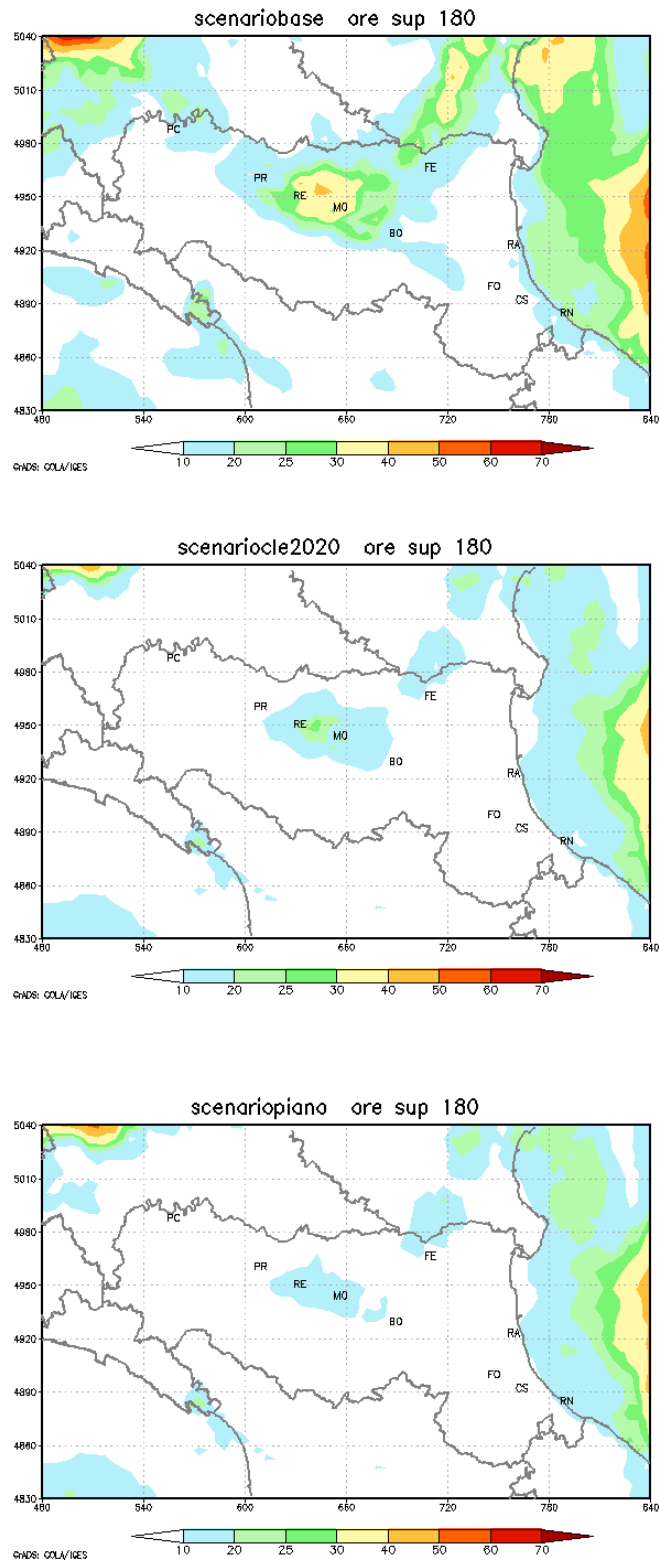 scenariobase ore sup 180
5040
5010
PC
4980
FE
PR
4950
RE
MO
BO
4920
RA
FO
4890
CS
RN
4860
4830
480 540 600 660 720 780 840
10 20 25 30 40 50 60 70
GrADS: COLA/IGES
scenariocle2020 ore sup 180
5040
5010
PC
4980
FE
PR
4950
RE
MO
BO
4920
RA
FO
4890
CS
RN
4860
4830
480 540 600 660 720 780 840
10 20 25 30 40 50 60 70
GrADS: COLA/IGES
scenariopiano ore sup 180
5040
5010
PC
4980
FE
PR
4950
RE
MO
BO
4920
RA
FO
4890
CS
RN
4860
4830
480 540 600 660 720 780 840
10 20 25 30 40 50 60 70
GrADS: COLA/IGES